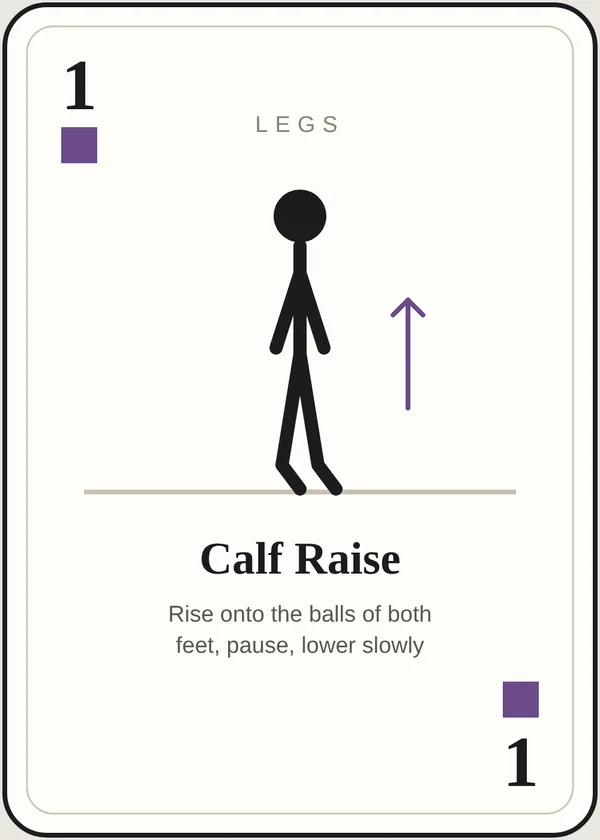 1
LEGS
Calf Raise
Rise onto the balls of both
feet, pause, lower slowly
1